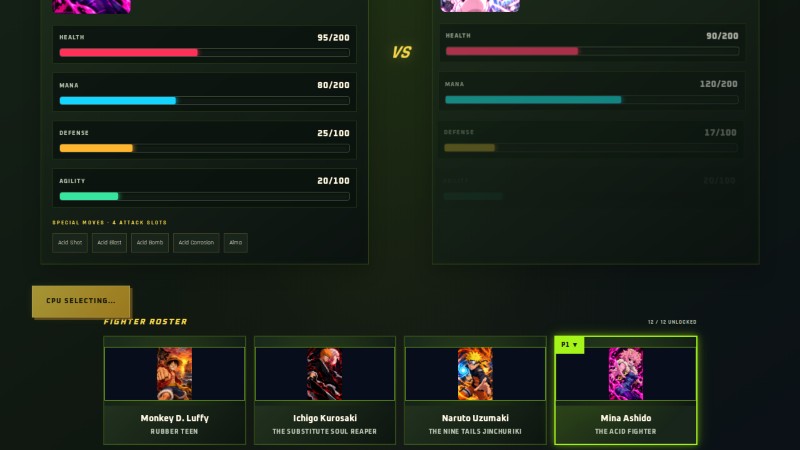 HEALTH 95/200
MANA 80/200
DEFENSE 25/100
AGILITY 20/100
SPECIAL MOVES · 4 ATTACK SLOTS
Acid Shot Acid Blast Acid Bomb Acid Corrosion Alma
VS
HEALTH 90/200
MANA 120/200
DEFENSE 17/100
CPU SELECTING...
FIGHTER ROSTER 12 / 12 UNLOCKED
Monkey D. Luffy
RUBBER TEEN
Ichigo Kurosaki
THE SUBSTITUTE SOUL REAPER
Naruto Uzumaki
THE NINE TAILS JINCHURIKI
P1 ▼
Mina Ashido
THE ACID FIGHTER